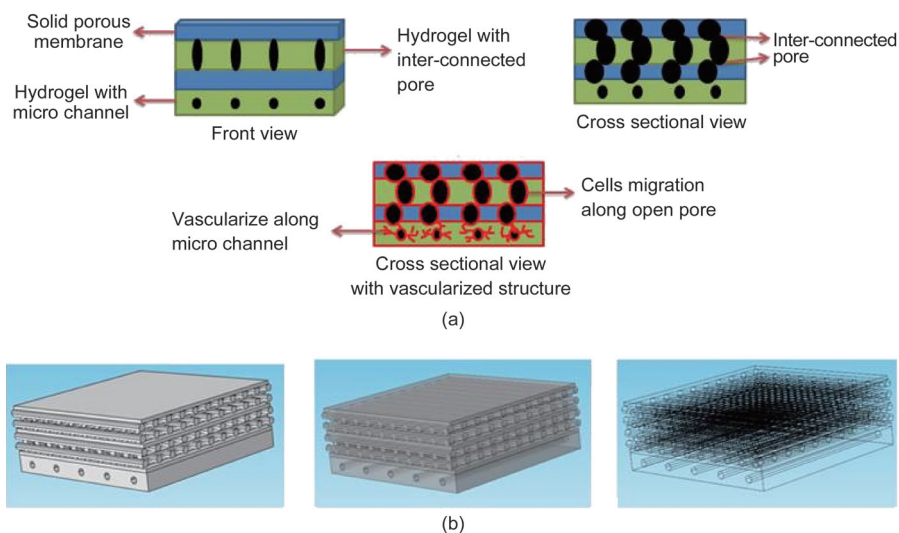 Solid porous
membrane
Hydrogel with
micro channel
Front view
Hydrogel with
inter-connected
pore
Inter-connected
pore
Cross sectional view
Vascularize along
micro channel
Cells migration
along open pore
Cross sectional view
with vascularized structure
(a)
(b)